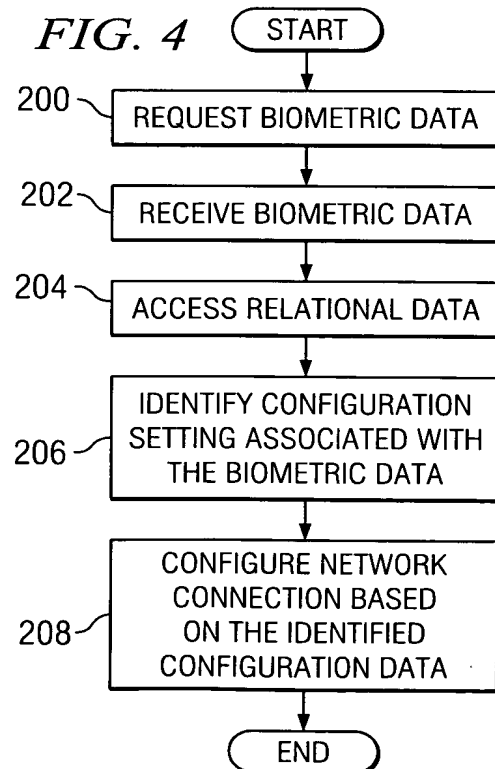 FIG. 4
START
200
REQUEST BIOMETRIC DATA
202
RECEIVE BIOMETRIC DATA
204
ACCESS RELATIONAL DATA
206
IDENTIFY CONFIGURATION
SETTING ASSOCIATED WITH
THE BIOMETRIC DATA
208
CONFIGURE NETWORK
CONNECTION BASED
ON THE IDENTIFIED
CONFIGURATION DATA
END